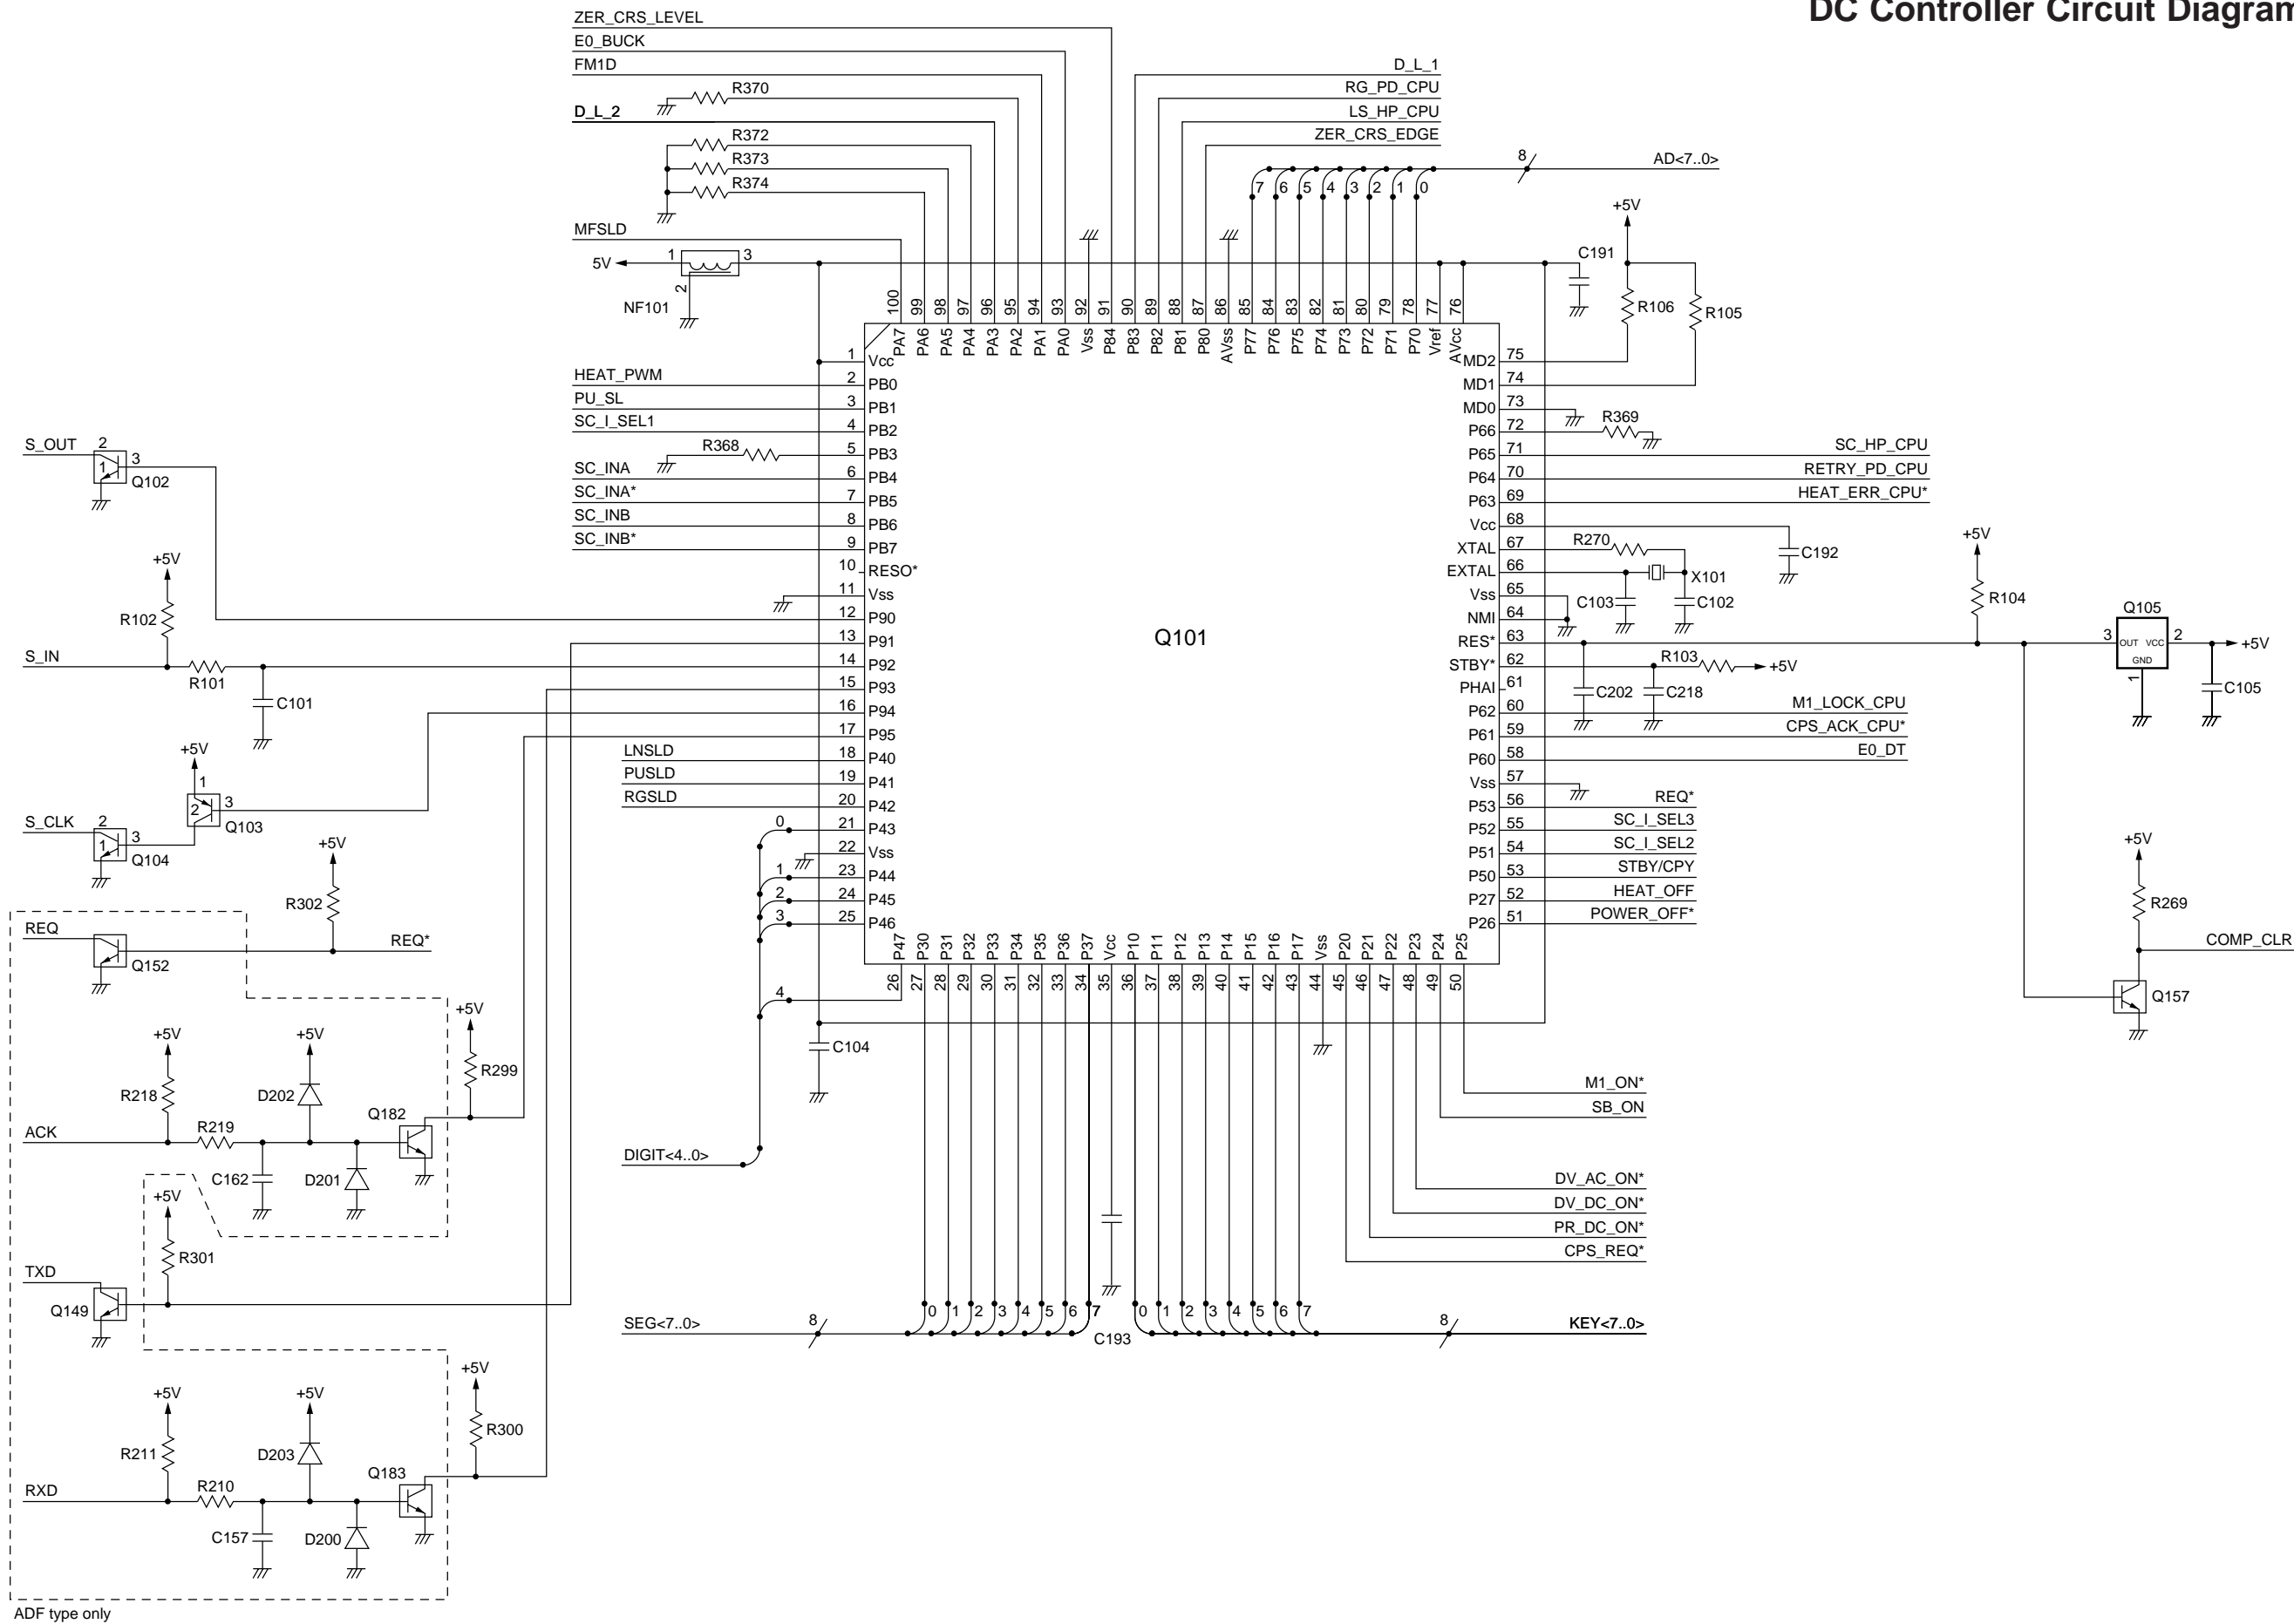 DC Controller Circuit Diagram
ZER_CRS_LEVEL
E0_BUCK
FM1D
R370
D_L_2
R372
R373
R374
MFSLD
5V
1
3
2
NF101
D_L_1
RG_PD_CPU
LS_HP_CPU
ZER_CRS_EDGE
8
AD<7..0>
7 6 5 4 3 2 1 0
+5V
C191
R106
R105
100 99 98 97 96 95 94 93 92 91 90 89 88 87 86 85 84 83 82 81 80 79 78 77 76
PA7 PA6 PA5 PA4 PA3 PA2 PA1 PA0 Vss P84 P83 P82 P81 P80 AVss P77 P76 P75 P74 P73 P72 P71 P70 Vref AVcc
1 Vcc
HEAT_PWM 2 PB0
PU_SL 3 PB1
SC_I_SEL1 4 PB2
R368 5 PB3
SC_INA 6 PB4
SC_INA* 7 PB5
SC_INB 8 PB6
SC_INB* 9 PB7
10 RESO*
11 Vss
12 P90
13 P91
14 P92
15 P93
16 P94
17 P95
LNSLD 18 P40
PUSLD 19 P41
RGSLD 20 P42
0 21 P43
22 Vss
1 23 P44
2 24 P45
3 25 P46
4
Q101
MD2 75
MD1 74
MD0 73
P66 72 R369
P65 71 SC_HP_CPU
P64 70 RETRY_PD_CPU
P63 69 HEAT_ERR_CPU*
Vcc 68
C192
XTAL 67 R270
EXTAL 66 X101
Vss 65 C103 C102
NMI 64
RES* 63
STBY* 62 R103 +5V
PHAI 61 C202 C218
P62 60 M1_LOCK_CPU
P61 59 CPS_ACK_CPU*
P60 58 E0_DT
Vss 57
P53 56 REQ*
P52 55 SC_I_SEL3
P51 54 SC_I_SEL2
P50 53 STBY/CPY
P27 52 HEAT_OFF
P26 51 POWER_OFF*
P47 P30 P31 P32 P33 P34 P35 P36 P37 Vcc P10 P11 P12 P13 P14 P15 P16 P17 Vss P20 P21 P22 P23 P24 P25
26 27 28 29 30 31 32 33 34 35 36 37 38 39 40 41 42 43 44 45 46 47 48 49 50
+5V
R104
Q105
3 OUT VCC 2 +5V
GND
1
C105
+5V
R269
COMP_CLR
Q157
S_OUT 2
1 3
Q102
+5V
R102
S_IN
R101
C101
+5V
1
2 3
Q103
S_CLK 2
1 3
Q104
+5V
R302
REQ
REQ*
Q152
+5V
R299
+5V +5V
R218 D202
Q182
ACK R219
C162 D201
+5V
R301
TXD
Q149
+5V
R300
+5V +5V
R211 D203
Q183
RXD R210
C157 D200
ADF type only
C104
DIGIT<4..0>
M1_ON*
SB_ON
DV_AC_ON*
DV_DC_ON*
PR_DC_ON*
CPS_REQ*
0 1 2 3 4 5 6 7
0 1 2 3 4 5 6 7
SEG<7..0> 8
C193
8 KEY<7..0>